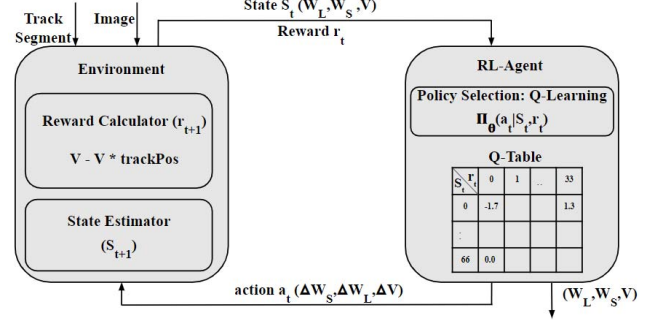 State S_t (W_L,W_S ,V)
Track Segment
Image
Reward r_t
Environment
Reward Calculator (r_{t+1})
V - V * trackPos
State Estimator
(S_{t+1})
RL-Agent
Policy Selection: Q-Learning
Π_θ(a_t|S_t,r_t)
Q-Table
S_t r_t 0 1 .. 33
0 -1.7 1.3
:
66 0.0
action a_t (ΔW_S,ΔW_L,ΔV)
(W_L,W_S,V)